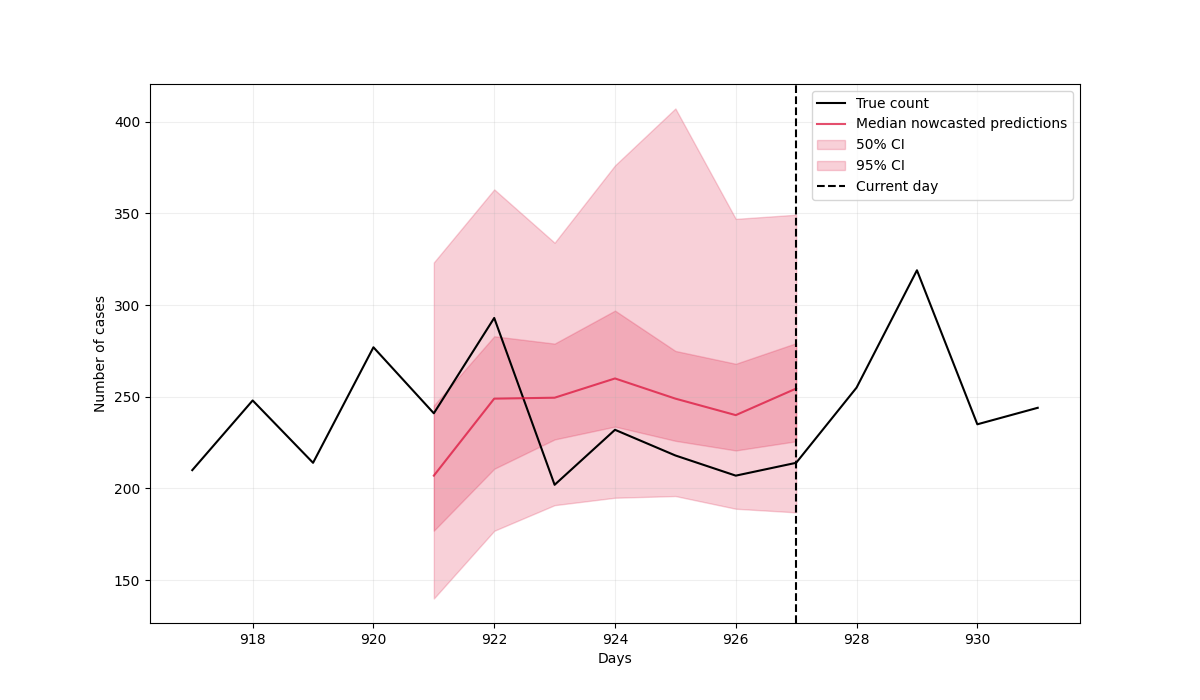 True count
Median nowcasted predictions
50% CI
95% CI
Current day
400
350
300
250
200
150
Number of cases
918 920 922 924 926 928 930
Days